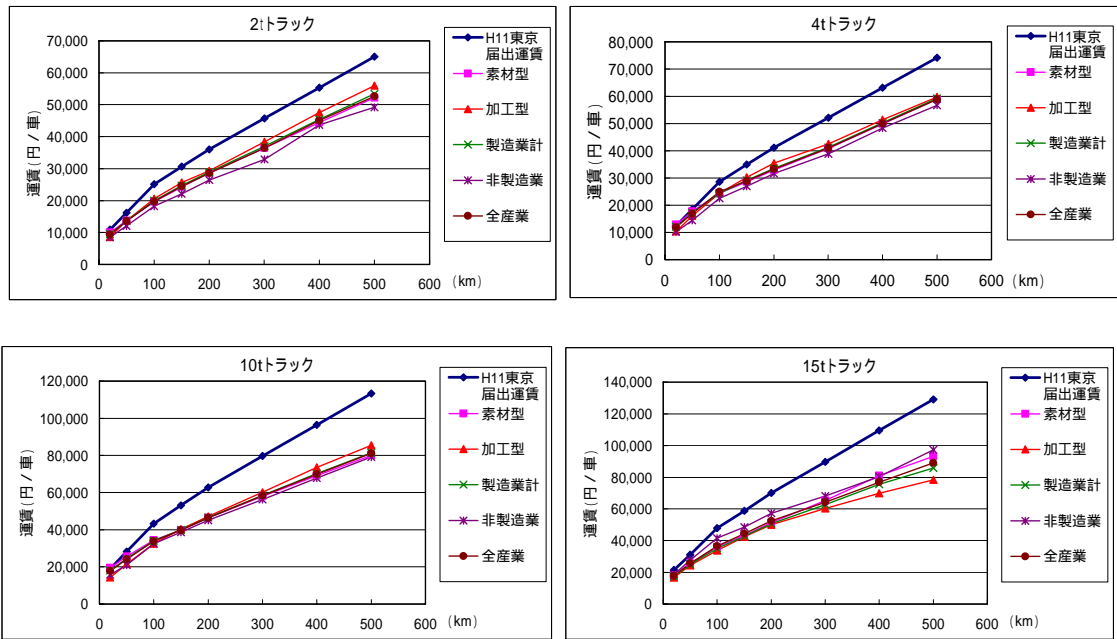 2tトラック
運賃(円/車)
70,000
60,000
50,000
40,000
30,000
20,000
10,000
0
0 100 200 300 400 500 600 (km)
H11東京
届出運賃
素材型
加工型
製造業計
非製造業
全産業
4tトラック
運賃(円/車)
80,000
70,000
60,000
50,000
40,000
30,000
20,000
10,000
0
0 100 200 300 400 500 600 (km)
H11東京
届出運賃
素材型
加工型
製造業計
非製造業
全産業
10tトラック
運賃(円/車)
120,000
100,000
80,000
60,000
40,000
20,000
0
0 100 200 300 400 500 600 (km)
H11東京
届出運賃
素材型
加工型
製造業計
非製造業
全産業
15tトラック
運賃(円/車)
140,000
120,000
100,000
80,000
60,000
40,000
20,000
0
0 100 200 300 400 500 600 (km)
H11東京
届出運賃
素材型
加工型
製造業計
非製造業
全産業